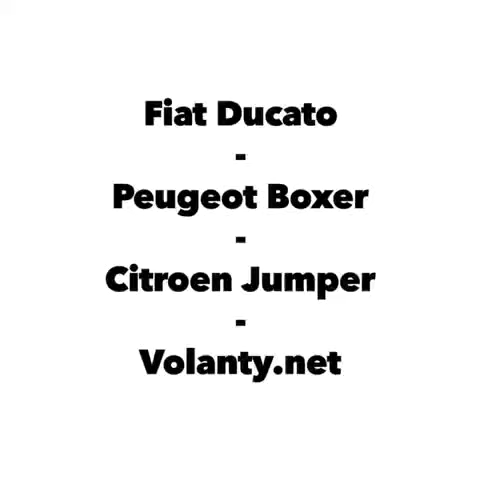 Fiat Ducato
-
Peugeot Boxer
-
Citroen Jumper
-
Volanty.net